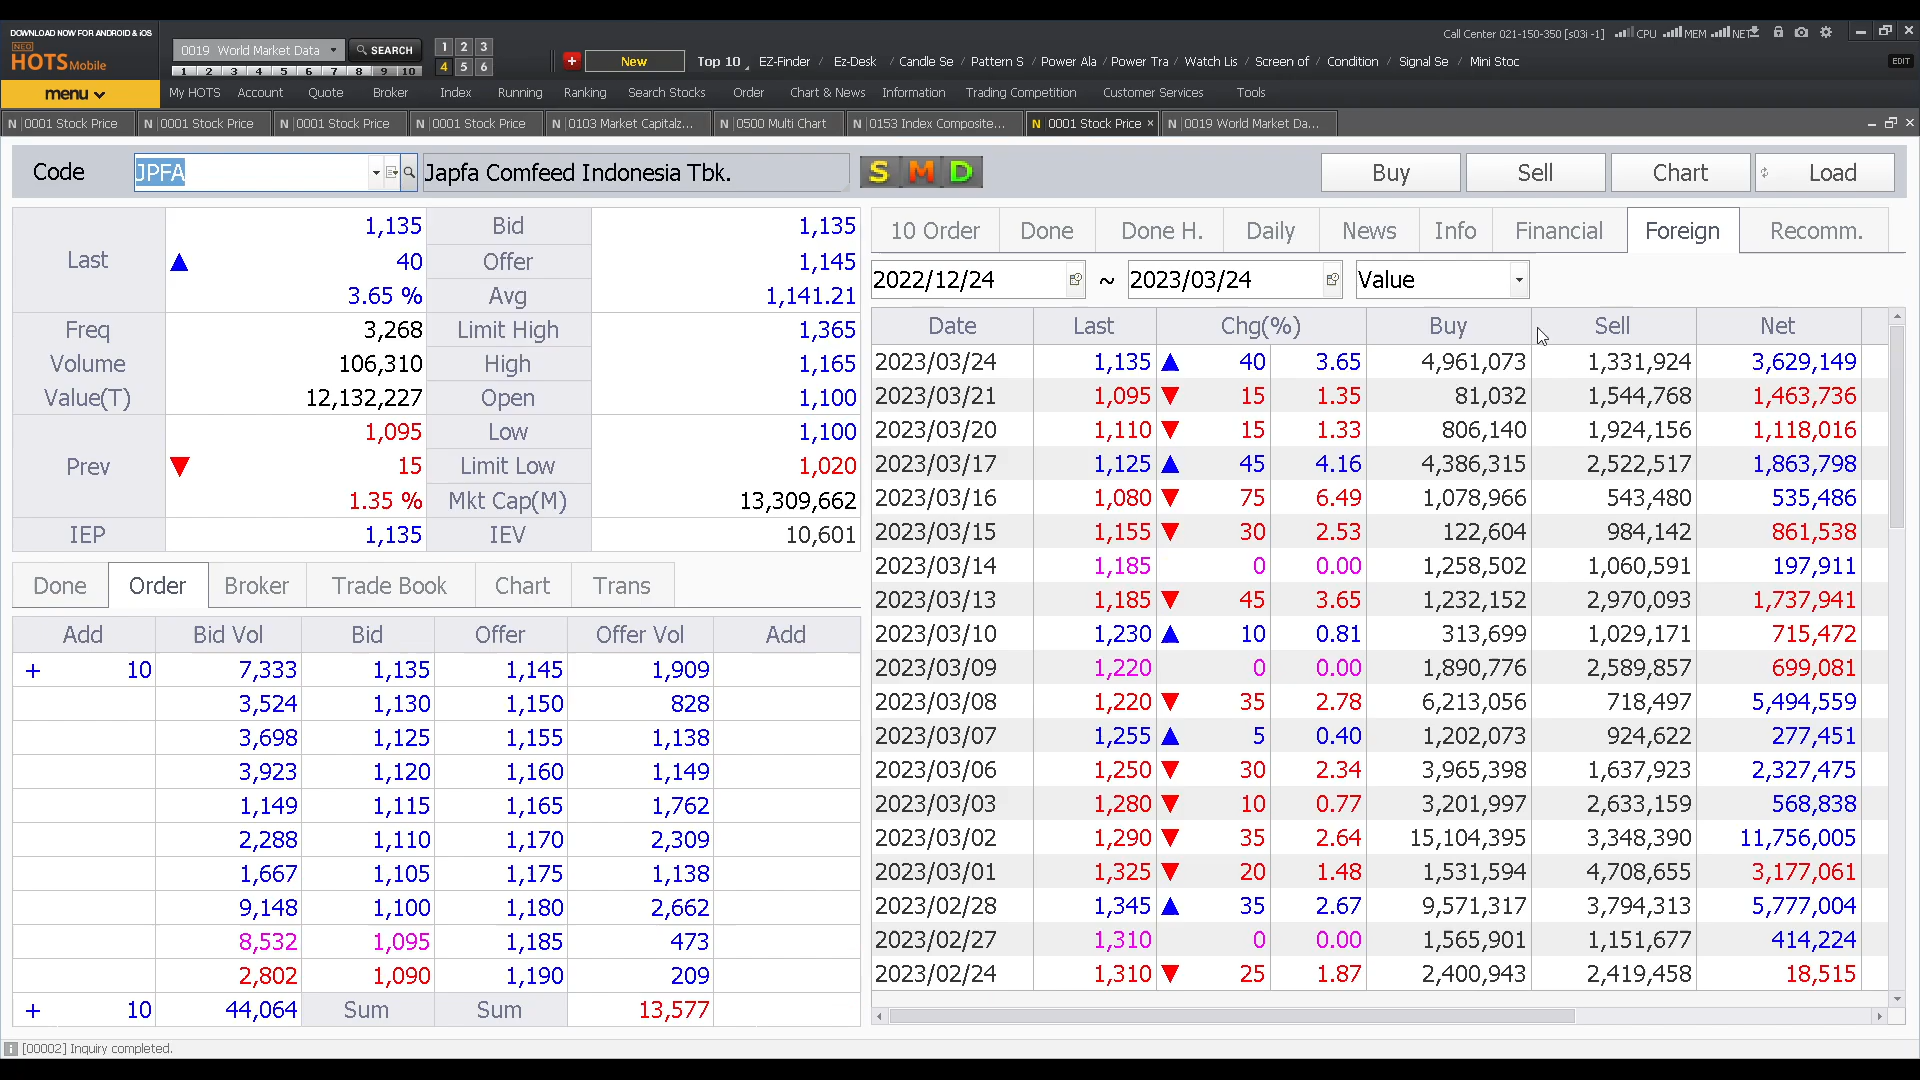 DOWNLOAD NOW FOR ANDROID & iOS
NEO
HOTS Mobile
0019 World Market Data
SEARCH
1 2 3
4 5 6
1 2 3 4 5 6 7 8 9 10
New
Top 10 EZ-Finder / Ez-Desk / Candle Se / Pattern S / Power Ala / Power Tra / Watch Lis / Screen of / Condition / Signal Se / Mini Stoc
Call Center 021-150-350 [s03i -1] CPU MEM NET
EDIT
menu
My HOTS Account Quote Broker Index Running Ranking Search Stocks Order Chart & News Information Trading Competition Customer Services Tools
N 0001 Stock Price N 0001 Stock Price N 0001 Stock Price N 0001 Stock Price N 0103 Market Capitalz... N 0500 Multi Chart N 0153 Index Composite... N 0001 Stock Price × N 0019 World Market Da...
Code JPFA Japfa Comfeed Indonesia Tbk. S M D Buy Sell Chart Load
Last 1,135 Bid 1,135
▲ 40 Offer 1,145
3.65 % Avg 1,141.21
Freq 3,268 Limit High 1,365
Volume 106,310 High 1,165
Value(T) 12,132,227 Open 1,100
Prev 1,095 Low 1,100
▼ 15 Limit Low 1,020
1.35 % Mkt Cap(M) 13,309,662
IEP 1,135 IEV 10,601
Done Order Broker Trade Book Chart Trans
Add Bid Vol Bid Offer Offer Vol Add
+ 10 7,333 1,135 1,145 1,909
3,524 1,130 1,150 828
3,698 1,125 1,155 1,138
3,923 1,120 1,160 1,149
1,149 1,115 1,165 1,762
2,288 1,110 1,170 2,309
1,667 1,105 1,175 1,138
9,148 1,100 1,180 2,662
8,532 1,095 1,185 473
2,802 1,090 1,190 209
+ 10 44,064 Sum Sum 13,577
10 Order Done Done H. Daily News Info Financial Foreign Recomm.
2022/12/24 ~ 2023/03/24 Value
Date Last Chg(%) Buy Sell Net
2023/03/24 1,135 ▲ 40 3.65 4,961,073 1,331,924 3,629,149
2023/03/21 1,095 ▼ 15 1.35 81,032 1,544,768 1,463,736
2023/03/20 1,110 ▼ 15 1.33 806,140 1,924,156 1,118,016
2023/03/17 1,125 ▲ 45 4.16 4,386,315 2,522,517 1,863,798
2023/03/16 1,080 ▼ 75 6.49 1,078,966 543,480 535,486
2023/03/15 1,155 ▼ 30 2.53 122,604 984,142 861,538
2023/03/14 1,185 0 0.00 1,258,502 1,060,591 197,911
2023/03/13 1,185 ▼ 45 3.65 1,232,152 2,970,093 1,737,941
2023/03/10 1,230 ▲ 10 0.81 313,699 1,029,171 715,472
2023/03/09 1,220 0 0.00 1,890,776 2,589,857 699,081
2023/03/08 1,220 ▼ 35 2.78 6,213,056 718,497 5,494,559
2023/03/07 1,255 ▲ 5 0.40 1,202,073 924,622 277,451
2023/03/06 1,250 ▼ 30 2.34 3,965,398 1,637,923 2,327,475
2023/03/03 1,280 ▼ 10 0.77 3,201,997 2,633,159 568,838
2023/03/02 1,290 ▼ 35 2.64 15,104,395 3,348,390 11,756,005
2023/03/01 1,325 ▼ 20 1.48 1,531,594 4,708,655 3,177,061
2023/02/28 1,345 ▲ 35 2.67 9,571,317 3,794,313 5,777,004
2023/02/27 1,310 0 0.00 1,565,901 1,151,677 414,224
2023/02/24 1,310 ▼ 25 1.87 2,400,943 2,419,458 18,515
[00002] Inquiry completed.